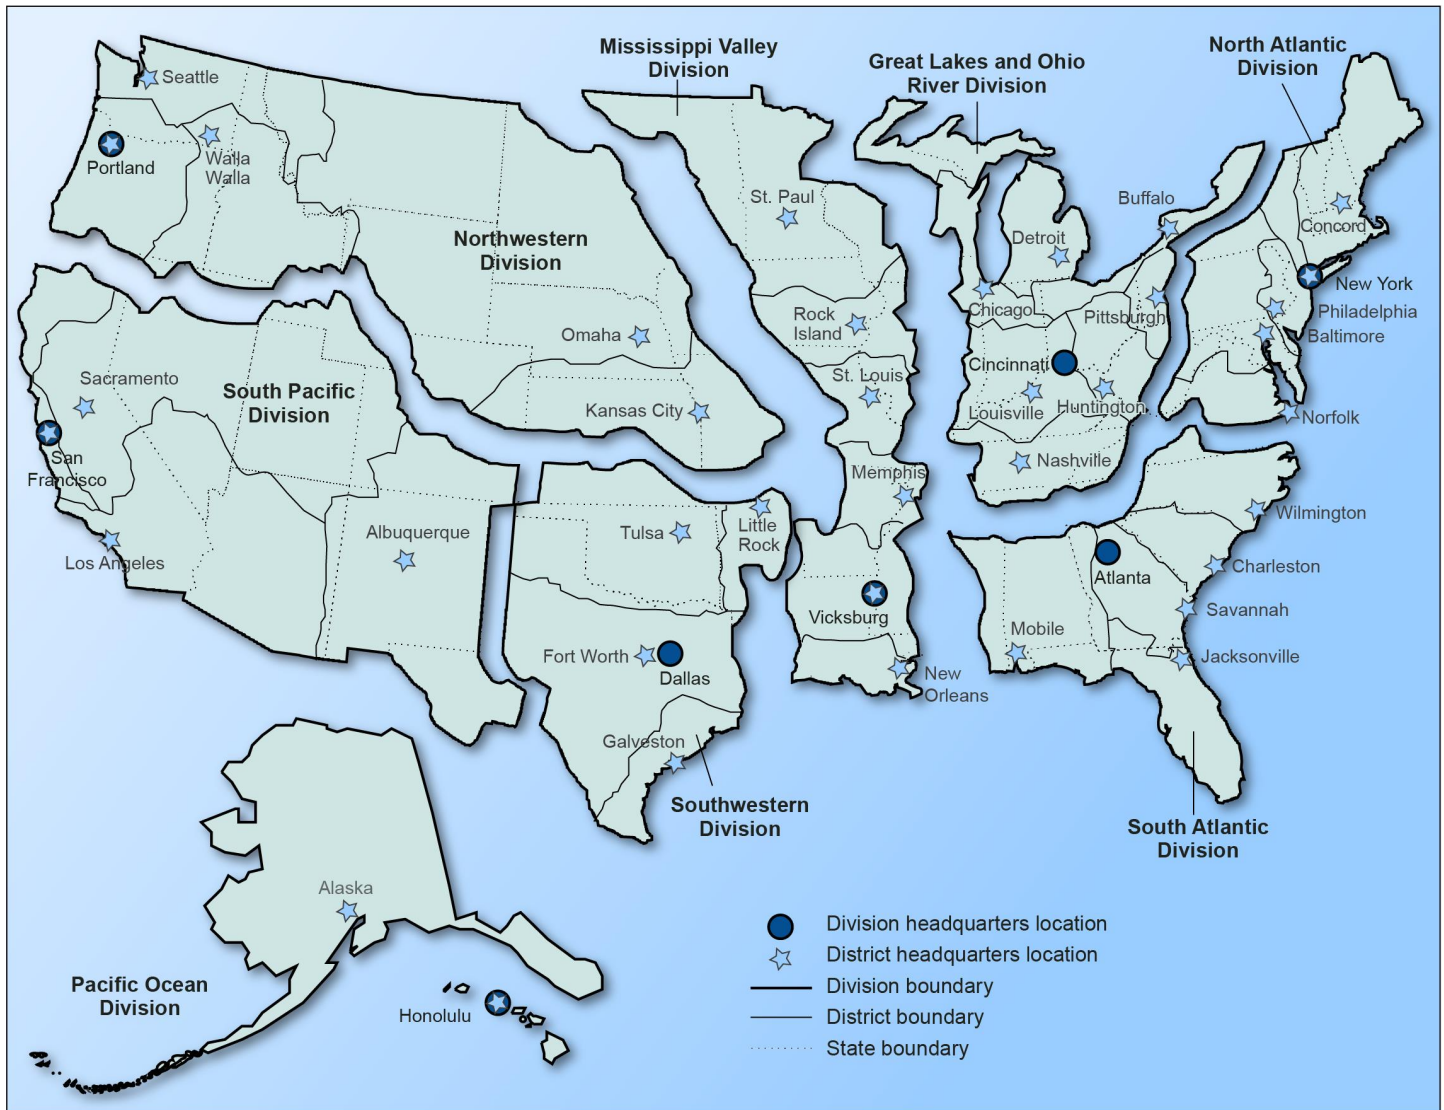 Mississippi Valley
Division
Great Lakes and Ohio
River Division
North Atlantic
Division
Seattle
Portland
Walla
Walla
Northwestern
Division
Omaha
Kansas City
St. Paul
Rock
Island
St. Louis
Memphis
Vicksburg
New
Orleans
Buffalo
Detroit
Chicago
Pittsburgh
Cincinnati
Louisville
Huntington
Nashville
Concord
New York
Philadelphia
Baltimore
Norfolk
South Pacific
Division
Sacramento
San
Francisco
Los Angeles
Albuquerque
Tulsa
Little
Rock
Fort Worth
Dallas
Galveston
Southwestern
Division
Wilmington
Atlanta
Charleston
Savannah
Mobile
Jacksonville
South Atlantic
Division
Alaska
Pacific Ocean
Division
Honolulu
Division headquarters location
District headquarters location
Division boundary
District boundary
State boundary